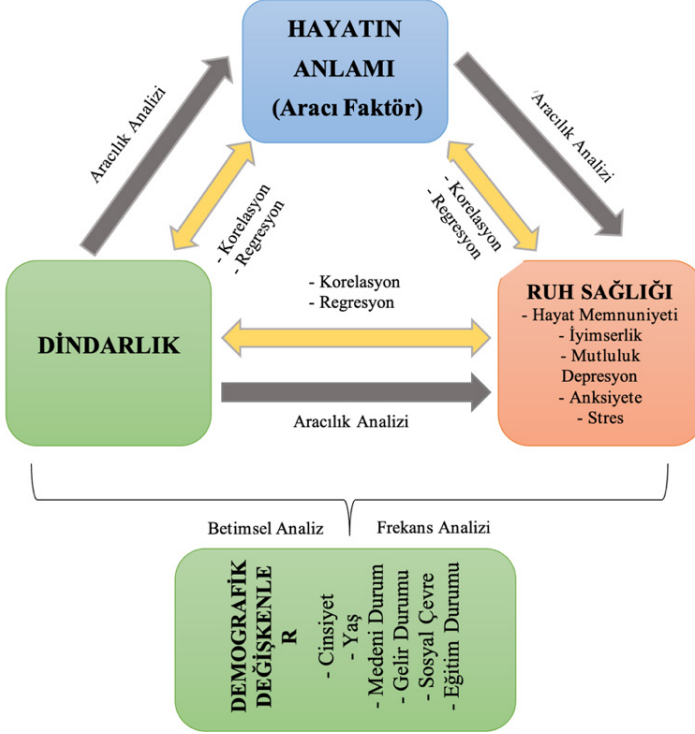 HAYATIN
ANLAMI
(Aracı Faktör)
Aracılık Analizi
Aracılık Analizi
- Korelasyon
- Regresyon
- Korelasyon
- Regresyon
DİNDARLIK
- Korelasyon
- Regresyon
Aracılık Analizi
RUH SAĞLIĞI
- Hayat Memnuniyeti
- İyimserlik
- Mutluluk
Depresyon
- Anksiyete
- Stres
Betimsel Analiz
Frekans Analizi
DEMOGRAFİK
DEĞİŞKENLE
R
- Cinsiyet
- Yaş
- Medeni Durum
- Gelir Durumu
- Sosyal Çevre
- Eğitim Durumu